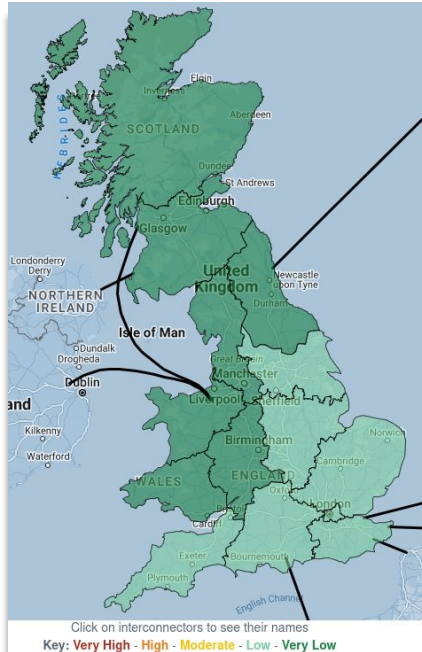 Elgin
Inverness
Aberdeen
SCOTLAND
HEBRIDES
Dundee
St Andrews
Edinburgh
Glasgow
Londonderry
Derry
United
Kingdom
Newcastle
upon Tyne
NORTHERN
IRELAND
Durham
Isle of Man
Dundalk
Drogheda
Great Britain
Manchester
Dublin
Liverpool
Sheffield
and
Kilkenny
Norwich
Birmingham
Waterford
Cambridge
WALES
ENGLAND
Oxford
London
Bristol
Cardiff
Exeter
Bournemouth
Plymouth
English Channel
Click on interconnectors to see their names
Key: Very High - High - Moderate - Low - Very Low